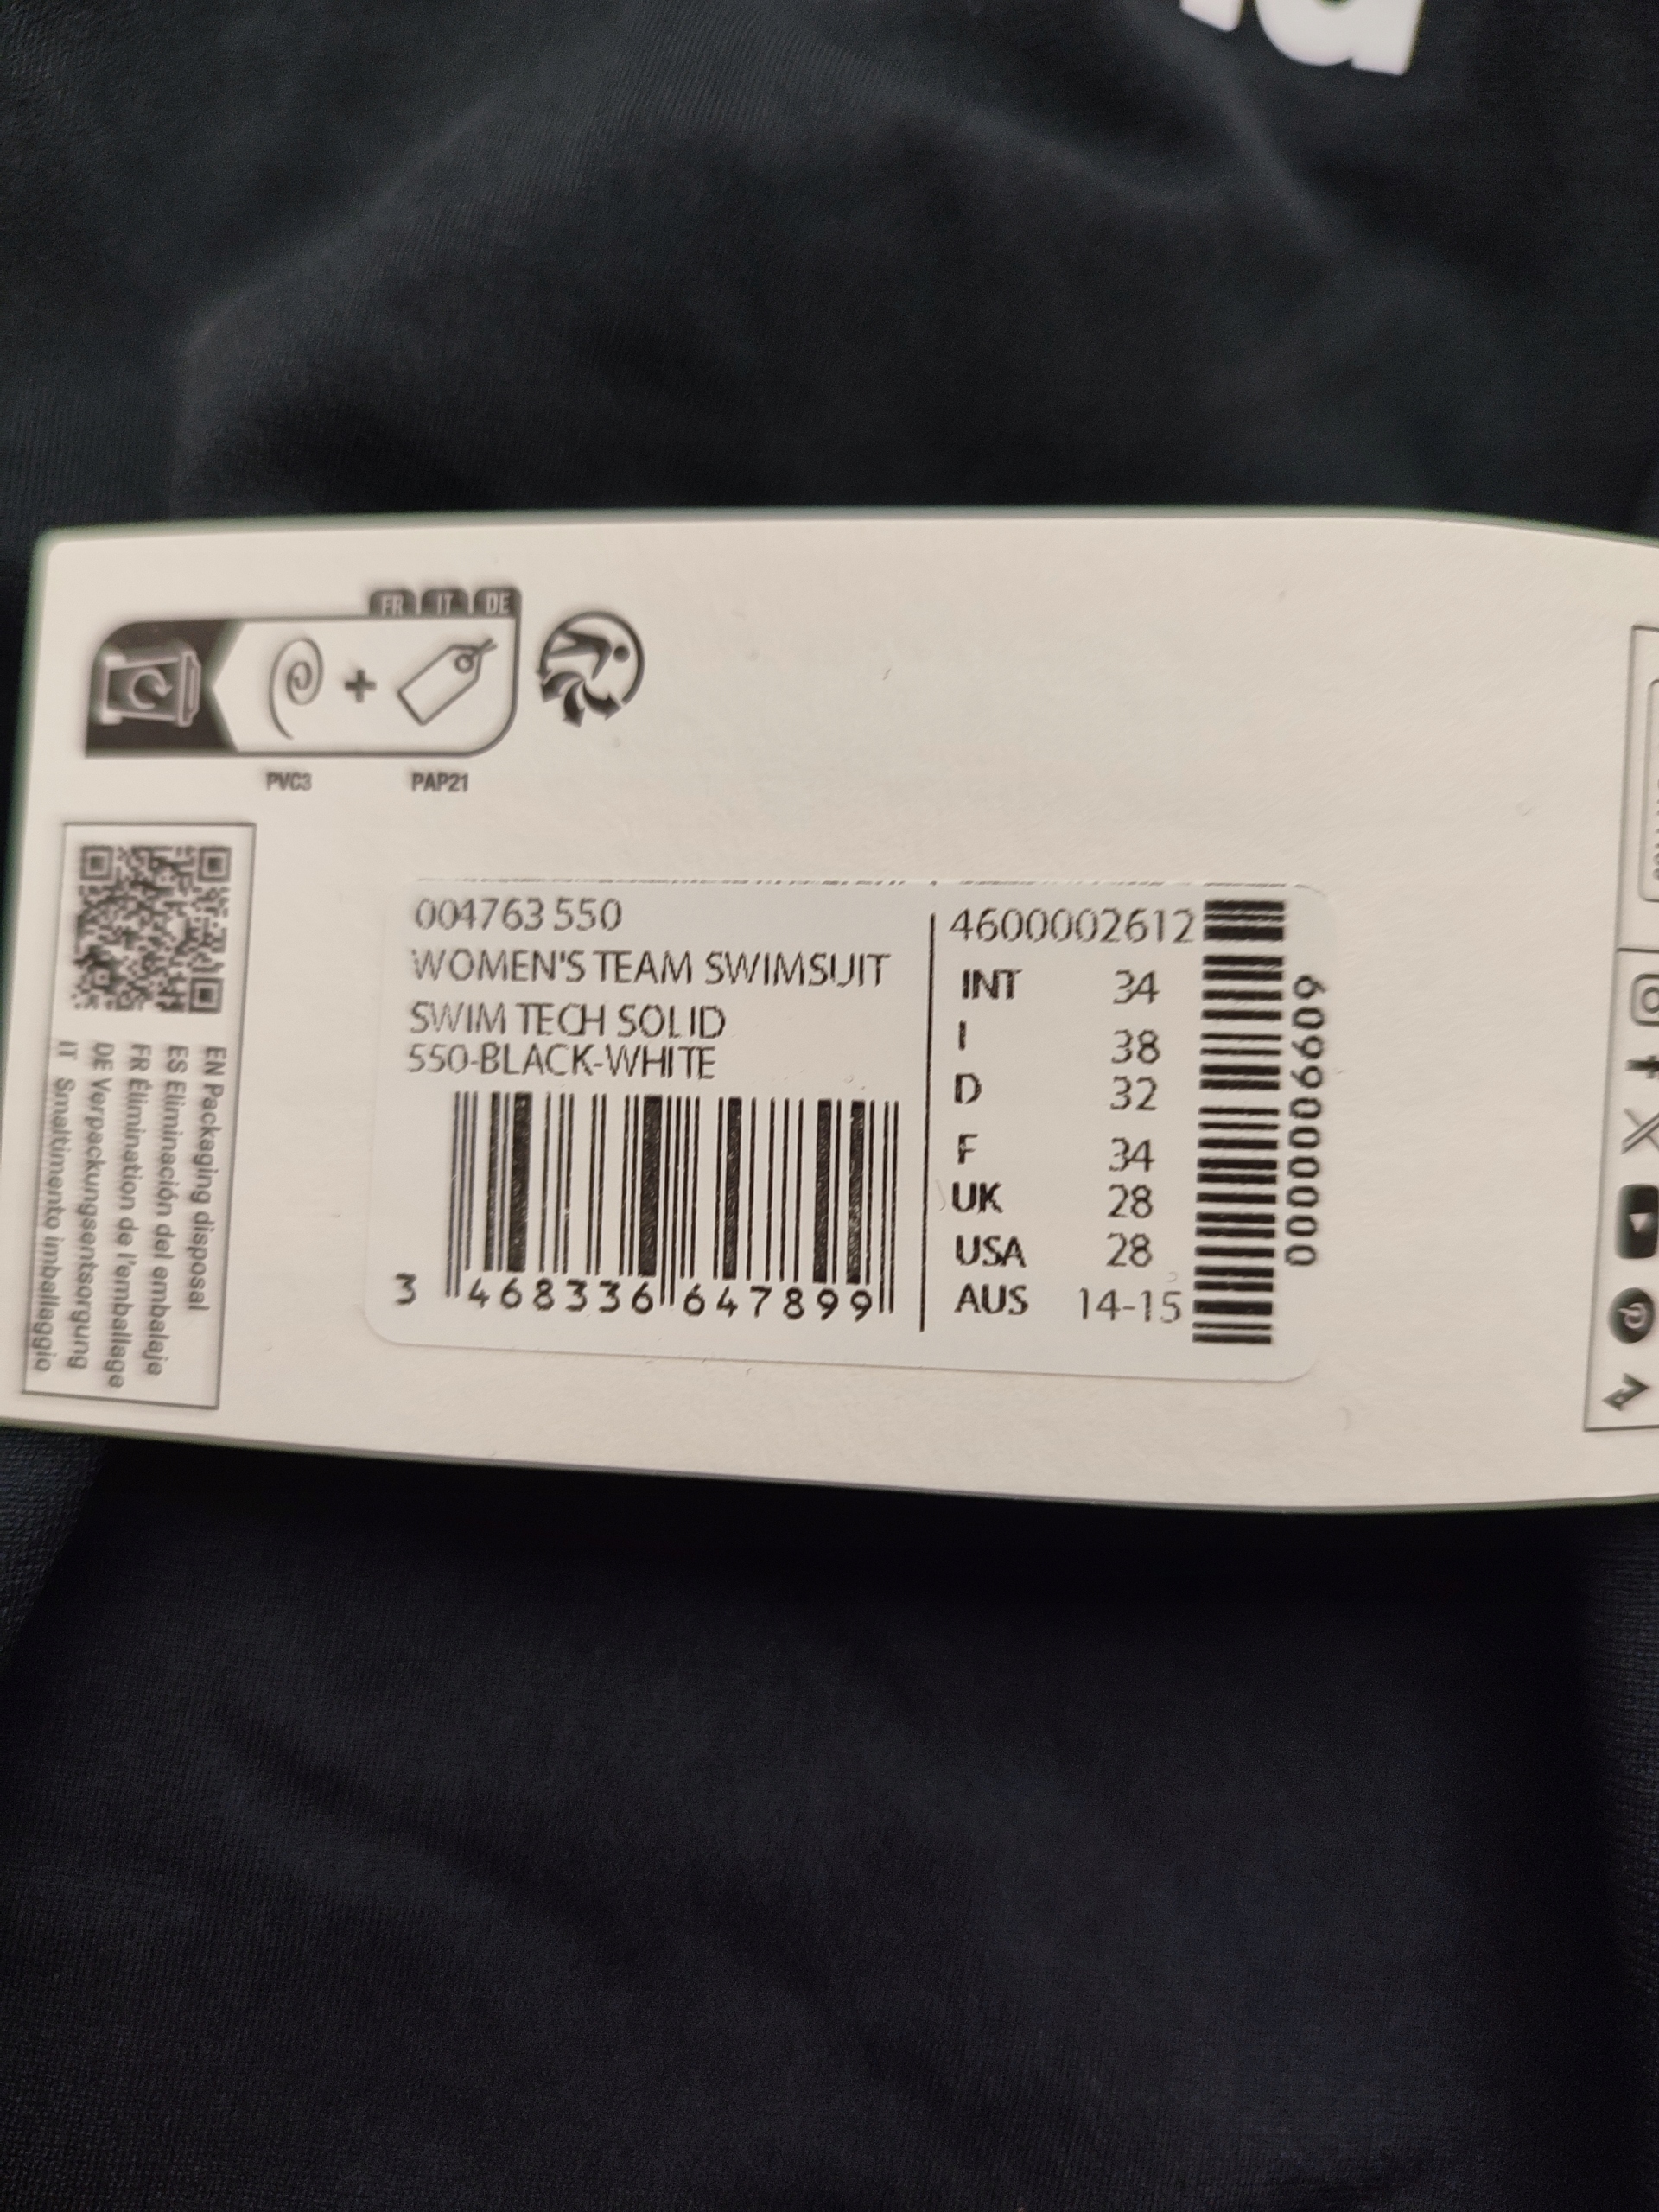 FR IT DE
PVC3 PAP21
EN Packaging disposal
ES Eliminación del embalaje
FR Élimination de l'emballage
DE Verpackungsentsorgung
IT Smaltimento imballaggio
004763 550
WOMEN'S TEAM SWIMSUIT
SWIM TECH SOLID
550-BLACK-WHITE
3 468336 647899
4600002612
INT 34
I 38
D 32
F 34
UK 28
USA 28
AUS 14-15